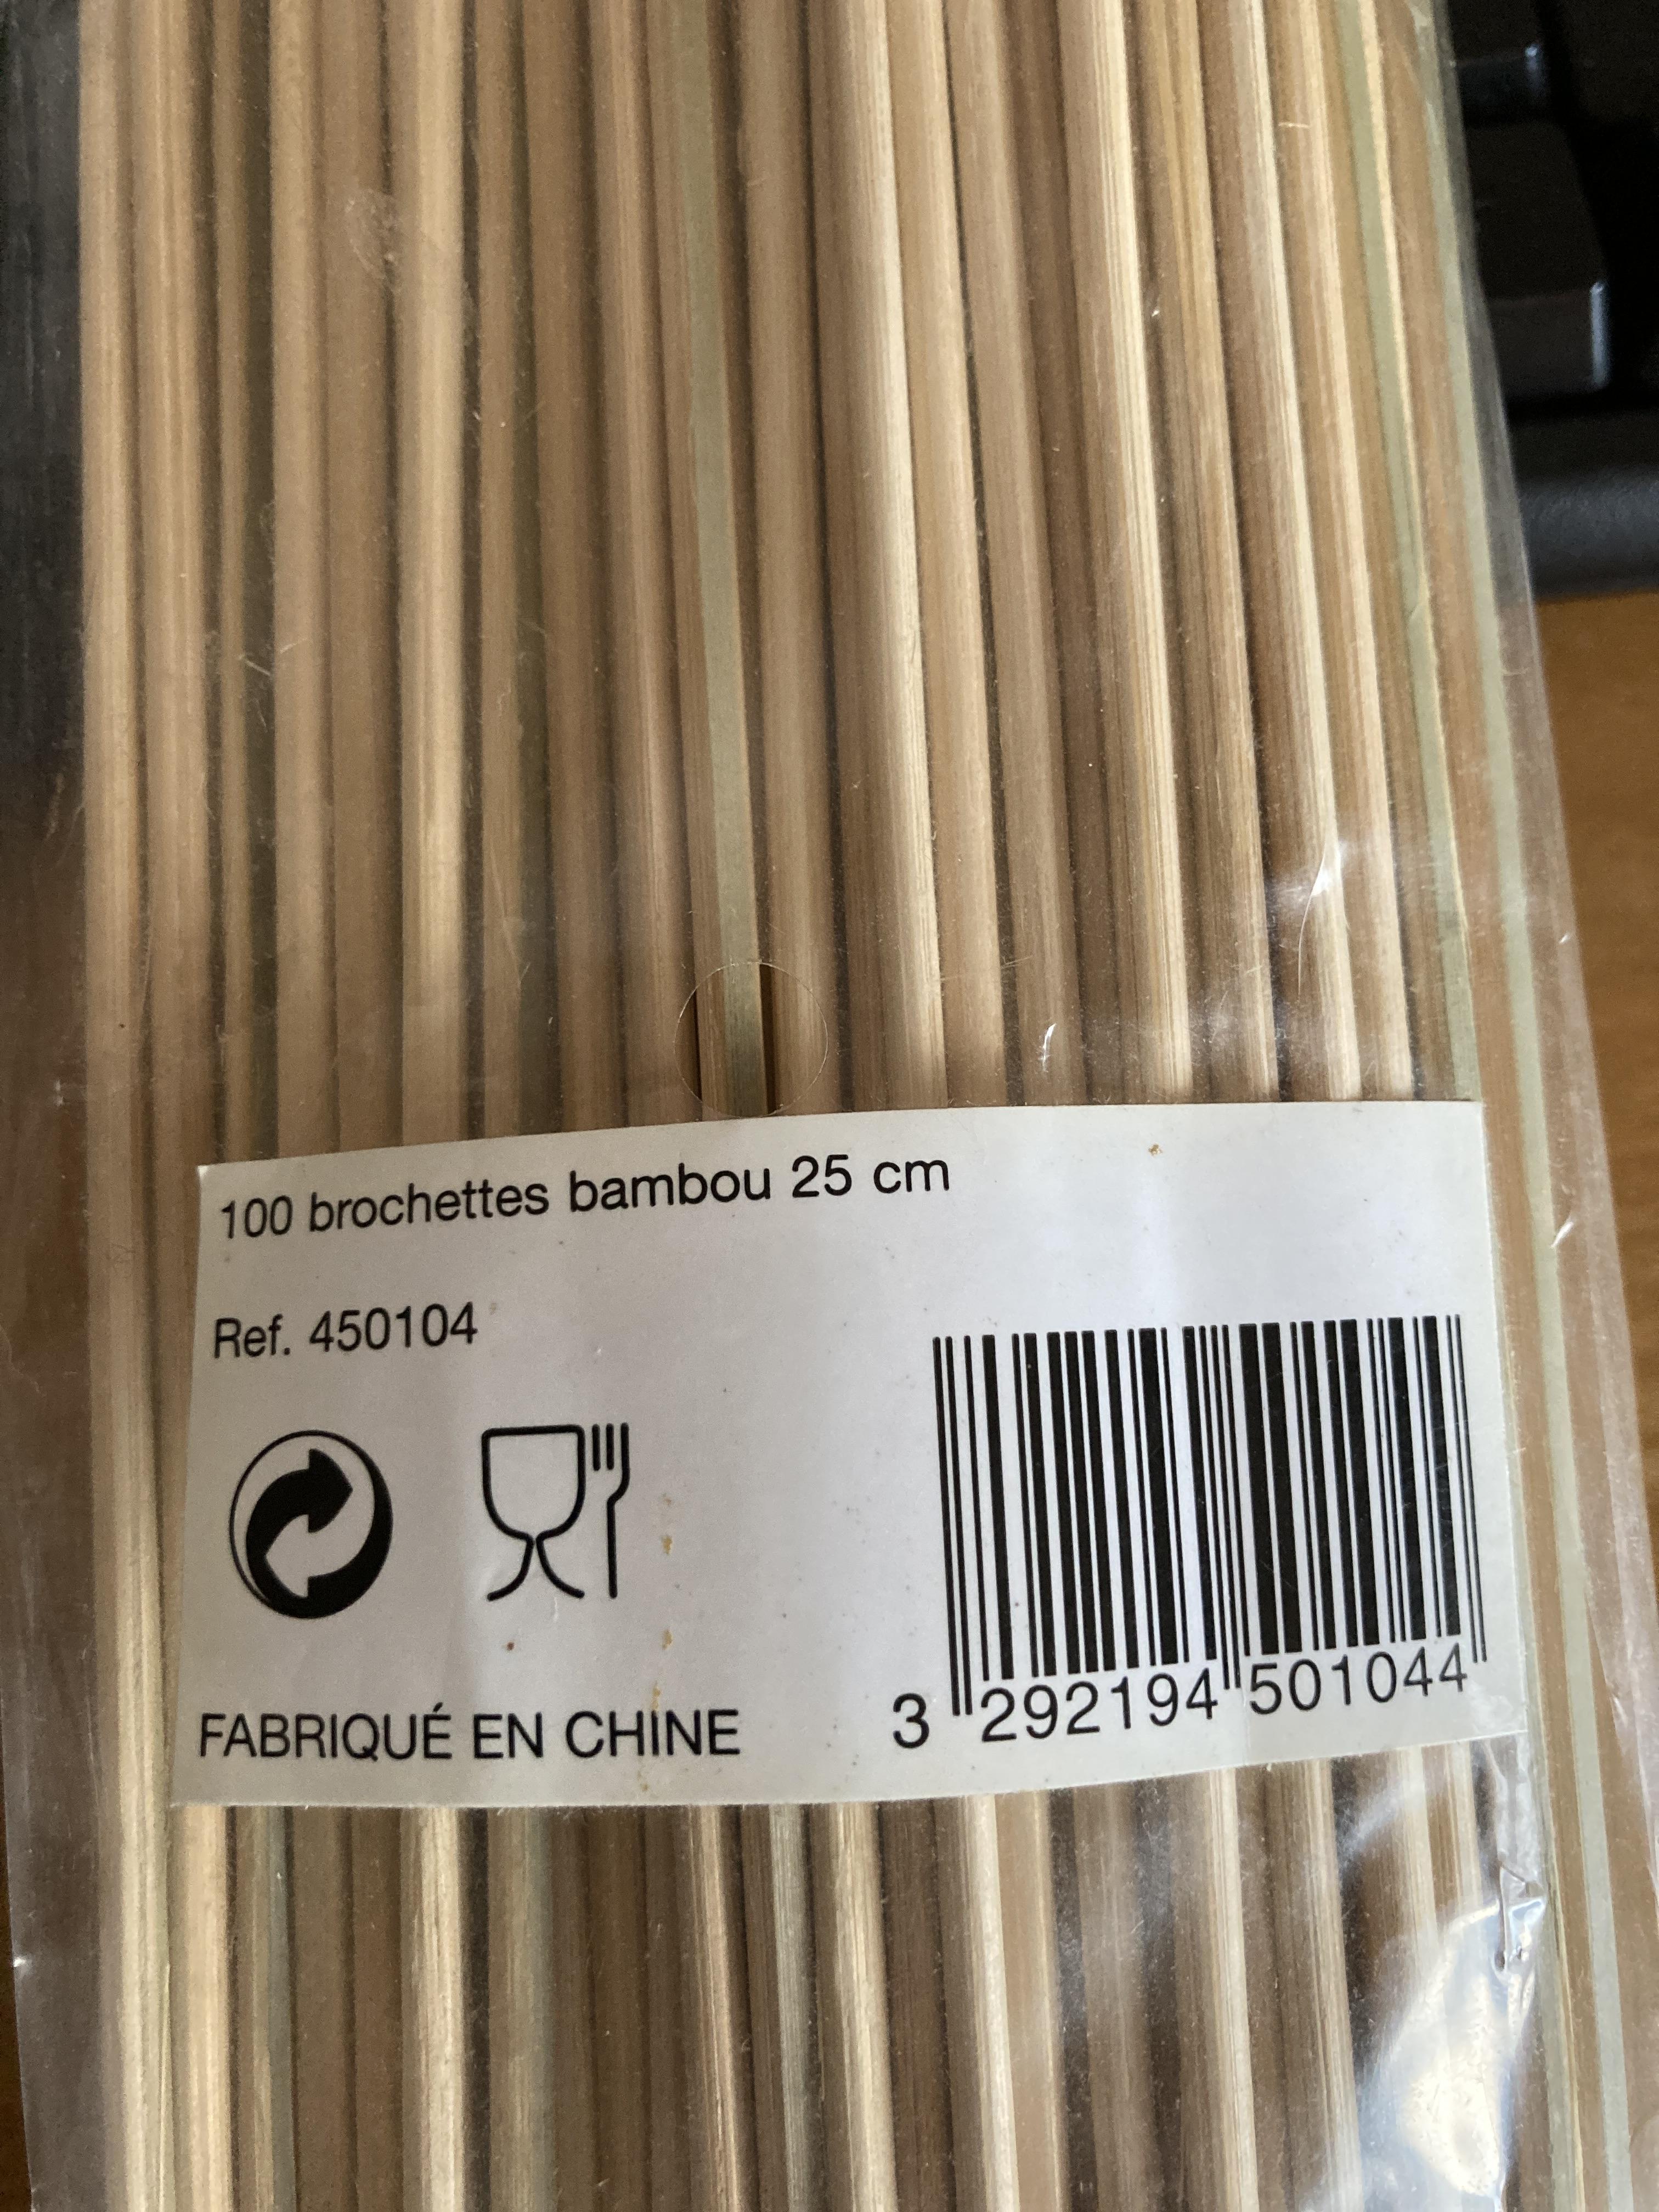 100 brochettes bambou 25 cm
Ref. 450104
FABRIQUÉ EN CHINE
3 292194 501044